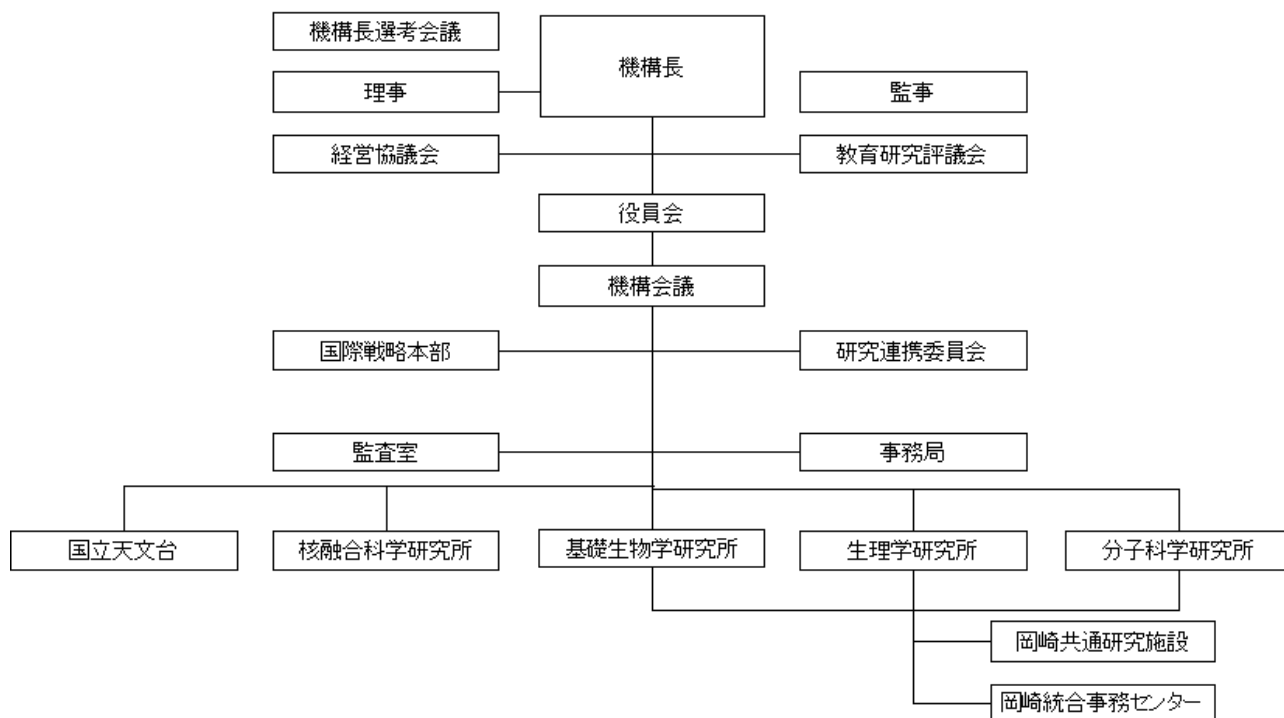 機構長選考会議
機構長
理事
監事
経営協議会
教育研究評議会
役員会
機構会議
国際戦略本部
研究連携委員会
監査室
事務局
国立天文台
核融合科学研究所
基礎生物学研究所
生理学研究所
分子科学研究所
岡崎共通研究施設
岡崎統合事務センター